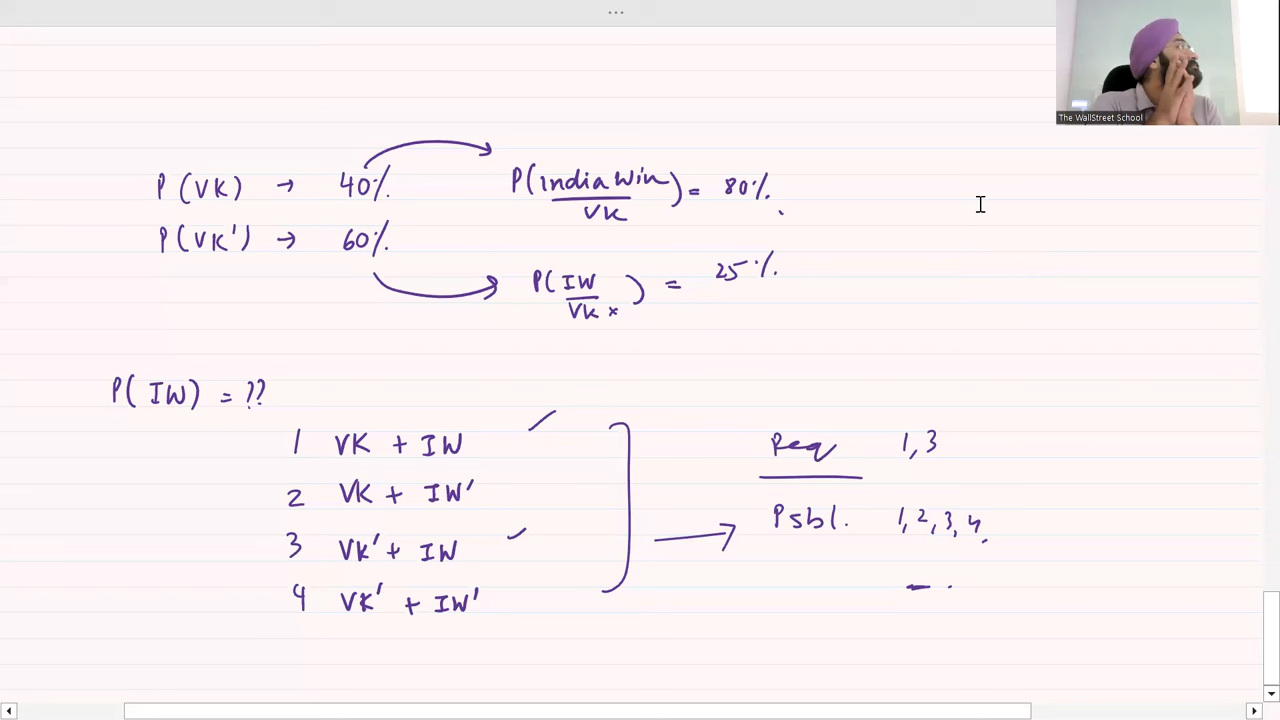 The WallStreet School
P(VK) → 40%
P(India Win / VK) = 80%.
P(VK') → 60%
P(IW / VK×) = 25%.
P(IW) = ??
1 VK + IW ✓
2 VK + IW'
3 VK' + IW ✓
4 VK' + IW'
Req 1,3
Psbl. 1,2,3,4.